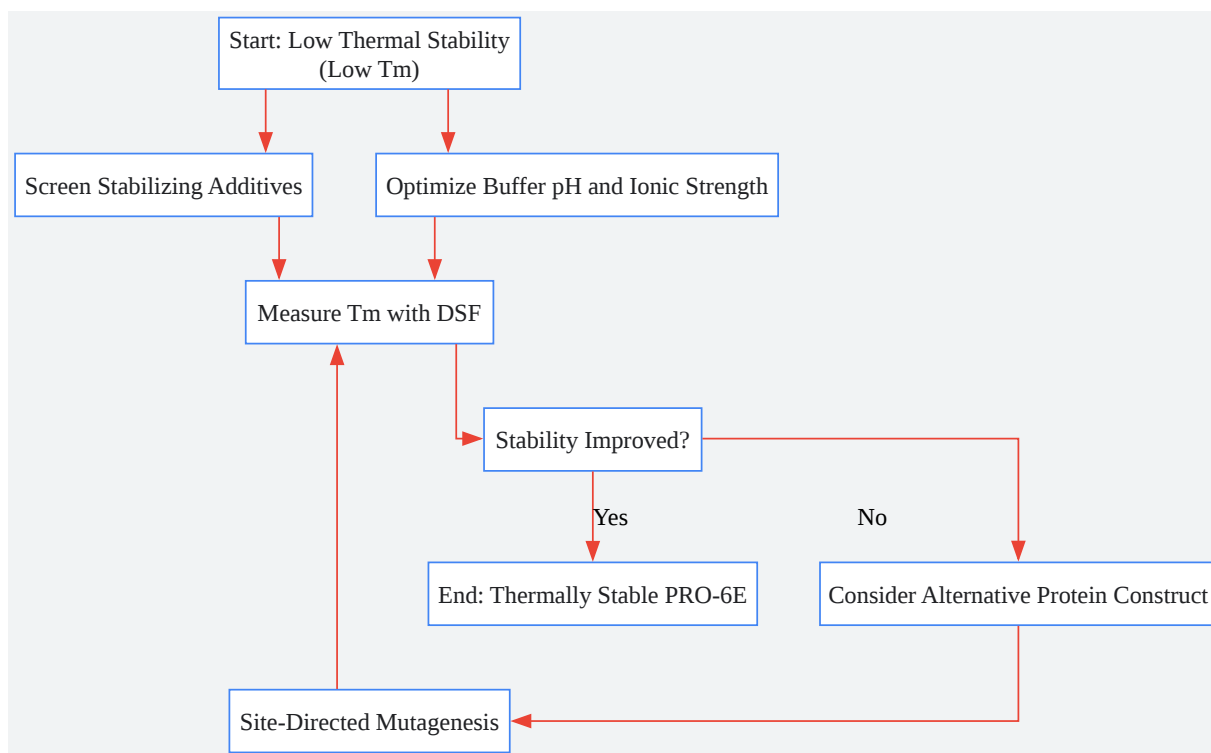 Start: Low Thermal Stability
(Low Tm)
Screen Stabilizing Additives
Optimize Buffer pH and Ionic Strength
Measure Tm with DSF
Stability Improved?
Yes
No
End: Thermally Stable PRO-6E
Consider Alternative Protein Construct
Site-Directed Mutagenesis